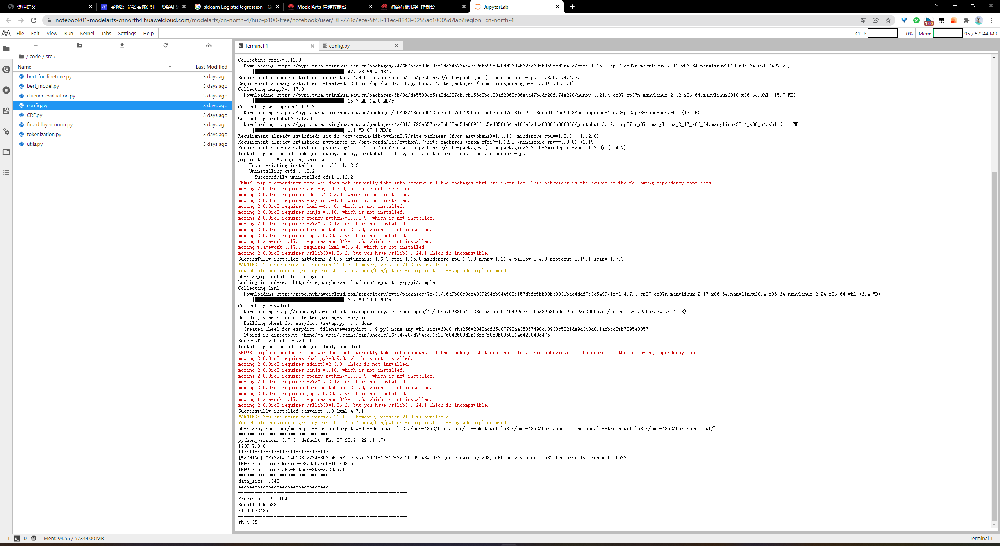 课程讲义
实验2：命名实体识别 - 飞桨AI S
sklearn LogisticRegression - Go
ModelArts-管理控制台
对象存储服务-控制台
JupyterLab
notebook01-modelarts-cnnorth4.huaweicloud.com/modelarts/cn-north-4/hub-p100-free/notebook/user/DE-778c7ece-5f43-11ec-8843-0255ac10005d/lab?region=cn-north-4
1.00
File Edit View Run Kernel Tabs Settings Help
CPU: 0% Mem: 95 / 57344 MB
/ code / src /
Name Last Modified
bert_for_finetune.py 3 days ago
bert_model.py 3 days ago
cluener_evaluation.py 3 days ago
config.py 3 days ago
CRF.py 3 days ago
fused_layer_norm.py 3 days ago
tokenization.py 3 days ago
utils.py 3 days ago
Terminal 1
config.py
Collecting cffi>=1.12.3
Downloading https://pypi.tuna.tsinghua.edu.cn/packages/44/6b/5edf93698ef1dc745774e47e26f5995040dd3604562dd63f5959fcd3a49e/cffi-1.15.0-cp37-cp37m-manylinux_2_12_x86_64.manylinux2010_x86_64.whl (427 kB)
427 kB 96.4 MB/s
Requirement already satisfied: decorator>=4.4.0 in /opt/conda/lib/python3.7/site-packages (from mindspore-gpu==1.3.0) (4.4.2)
Requirement already satisfied: wheel>=0.32.0 in /opt/conda/lib/python3.7/site-packages (from mindspore-gpu==1.3.0) (0.33.1)
Collecting numpy>=1.17.0
Downloading https://pypi.tuna.tsinghua.edu.cn/packages/5b/0d/de55834c5ea0dd287cb1cb156c8bc120af2863c36e4d49b4dc28f174e278/numpy-1.21.4-cp37-cp37m-manylinux_2_12_x86_64.manylinux2010_x86_64.whl (15.7 MB)
15.7 MB 14.8 MB/s
Collecting astunparse>=1.6.3
Downloading https://pypi.tuna.tsinghua.edu.cn/packages/2b/03/13dde6512ad7b4557eb792fbcf0c653af6076b81e5941d36ec61f7ce6028/astunparse-1.6.3-py2.py3-none-any.whl (12 kB)
Collecting protobuf>=3.13.0
Downloading https://pypi.tuna.tsinghua.edu.cn/packages/4a/81/1722e657aea5abf8ed5da6f9ff1c5e4350f64be10de0a4ca6800fa30f06d/protobuf-3.19.1-cp37-cp37m-manylinux_2_17_x86_64.manylinux2014_x86_64.whl (1.1 MB)
1.1 MB 87.1 MB/s
Requirement already satisfied: six in /opt/conda/lib/python3.7/site-packages (from asttokens>=1.1.13->mindspore-gpu==1.3.0) (1.12.0)
Requirement already satisfied: pycparser in /opt/conda/lib/python3.7/site-packages (from cffi>=1.12.3->mindspore-gpu==1.3.0) (2.19)
Requirement already satisfied: pyparsing>=2.0.2 in /opt/conda/lib/python3.7/site-packages (from packaging>=20.0->mindspore-gpu==1.3.0) (2.4.7)
Installing collected packages: numpy, scipy, protobuf, pillow, cffi, astunparse, asttokens, mindspore-gpu
pip install   Attempting uninstall: cffi
Found existing installation: cffi 1.12.2
Uninstalling cffi-1.12.2:
Successfully uninstalled cffi-1.12.2
ERROR: pip's dependency resolver does not currently take into account all the packages that are installed. This behaviour is the source of the following dependency conflicts.
moxing 2.0.0rc0 requires absl-py>=0.9.0, which is not installed.
moxing 2.0.0rc0 requires addict>=2.3.0, which is not installed.
moxing 2.0.0rc0 requires easydict>=1.3, which is not installed.
moxing 2.0.0rc0 requires lxml>=4.1.0, which is not installed.
moxing 2.0.0rc0 requires ninja>=1.10, which is not installed.
moxing 2.0.0rc0 requires opencv-python>=3.3.0.9, which is not installed.
moxing 2.0.0rc0 requires PyYAML>=3.12, which is not installed.
moxing 2.0.0rc0 requires terminaltables>=3.1.0, which is not installed.
moxing 2.0.0rc0 requires yapf>=0.30.0, which is not installed.
moxing-framework 1.17.1 requires enum34>=1.1.6, which is not installed.
moxing-framework 1.17.1 requires lxml>=3.6.4, which is not installed.
moxing 2.0.0rc0 requires urllib3>=1.26.2, but you have urllib3 1.24.1 which is incompatible.
Successfully installed asttokens-2.0.5 astunparse-1.6.3 cffi-1.15.0 mindspore-gpu-1.3.0 numpy-1.21.4 pillow-8.4.0 protobuf-3.19.1 scipy-1.7.3
WARNING: You are using pip version 21.1.3; however, version 21.3 is available.
You should consider upgrading via the '/opt/conda/bin/python -m pip install --upgrade pip' command.
sh-4.3$pip install lxml easydict
Looking in indexes: http://repo.myhuaweicloud.com/repository/pypi/simple
Collecting lxml
Downloading http://repo.myhuaweicloud.com/repository/pypi/packages/7b/01/16a9b80c8ce4339294bb944f08e157dbfcfbb09ba9031bde4ddf7e3e5499/lxml-4.7.1-cp37-cp37m-manylinux_2_17_x86_64.manylinux2014_x86_64.manylinux_2_24_x86_64.whl (6.4 MB)
6.4 MB 20.0 MB/s
Collecting easydict
Downloading http://repo.myhuaweicloud.com/repository/pypi/packages/4c/c5/5757886c4f538c1b3f95f6745499a24bffa389a805dee92d093e2d9ba7db/easydict-1.9.tar.gz (6.4 kB)
Building wheels for collected packages: easydict
Building wheel for easydict (setup.py) ... done
Created wheel for easydict: filename=easydict-1.9-py3-none-any.whl size=6348 sha256=2842acf65407790aa35057498c18938c5021de9d343d011abbcc8fb7095e3057
Stored in directory: /home/ma-user/.cache/pip/wheels/36/14/48/d794ec91e2076042588d2a16f57f8b0b80b08146428848e47b
Successfully built easydict
Installing collected packages: lxml, easydict
ERROR: pip's dependency resolver does not currently take into account all the packages that are installed. This behaviour is the source of the following dependency conflicts.
moxing 2.0.0rc0 requires absl-py>=0.9.0, which is not installed.
moxing 2.0.0rc0 requires addict>=2.3.0, which is not installed.
moxing 2.0.0rc0 requires ninja>=1.10, which is not installed.
moxing 2.0.0rc0 requires opencv-python>=3.3.0.9, which is not installed.
moxing 2.0.0rc0 requires PyYAML>=3.12, which is not installed.
moxing 2.0.0rc0 requires terminaltables>=3.1.0, which is not installed.
moxing 2.0.0rc0 requires yapf>=0.30.0, which is not installed.
moxing-framework 1.17.1 requires enum34>=1.1.6, which is not installed.
moxing 2.0.0rc0 requires urllib3>=1.26.2, but you have urllib3 1.24.1 which is incompatible.
Successfully installed easydict-1.9 lxml-4.7.1
WARNING: You are using pip version 21.1.3; however, version 21.3 is available.
You should consider upgrading via the '/opt/conda/bin/python -m pip install --upgrade pip' command.
sh-4.3$python code/main.py --device_target=GPU --data_url='s3://sxy-4892/bert/data/' --ckpt_url='s3://sxy-4892/bert/model_finetune/' --train_url='s3://sxy-4892/bert/eval_out/'
*********************************
python_version: 3.7.3 (default, Mar 27 2019, 22:11:17)
[GCC 7.3.0]
*********************************
[WARNING] ME(3214:140138122348352,MainProcess):2021-12-17-22:20:09.434.083 [code/main.py:208] GPU only support fp32 temporarily, run with fp32.
INFO:root:Using MoXing-v2.0.0.rc0-19e4d3ab
INFO:root:Using OBS-Python-SDK-3.20.9.1
*********************************
data_size: 1343
*********************************
==============================================================
Precision 0.910154
Recall 0.955820
F1 0.932429
==============================================================
sh-4.3$
1 0 Mem: 94.55 / 57344.00 MB
Terminal 1